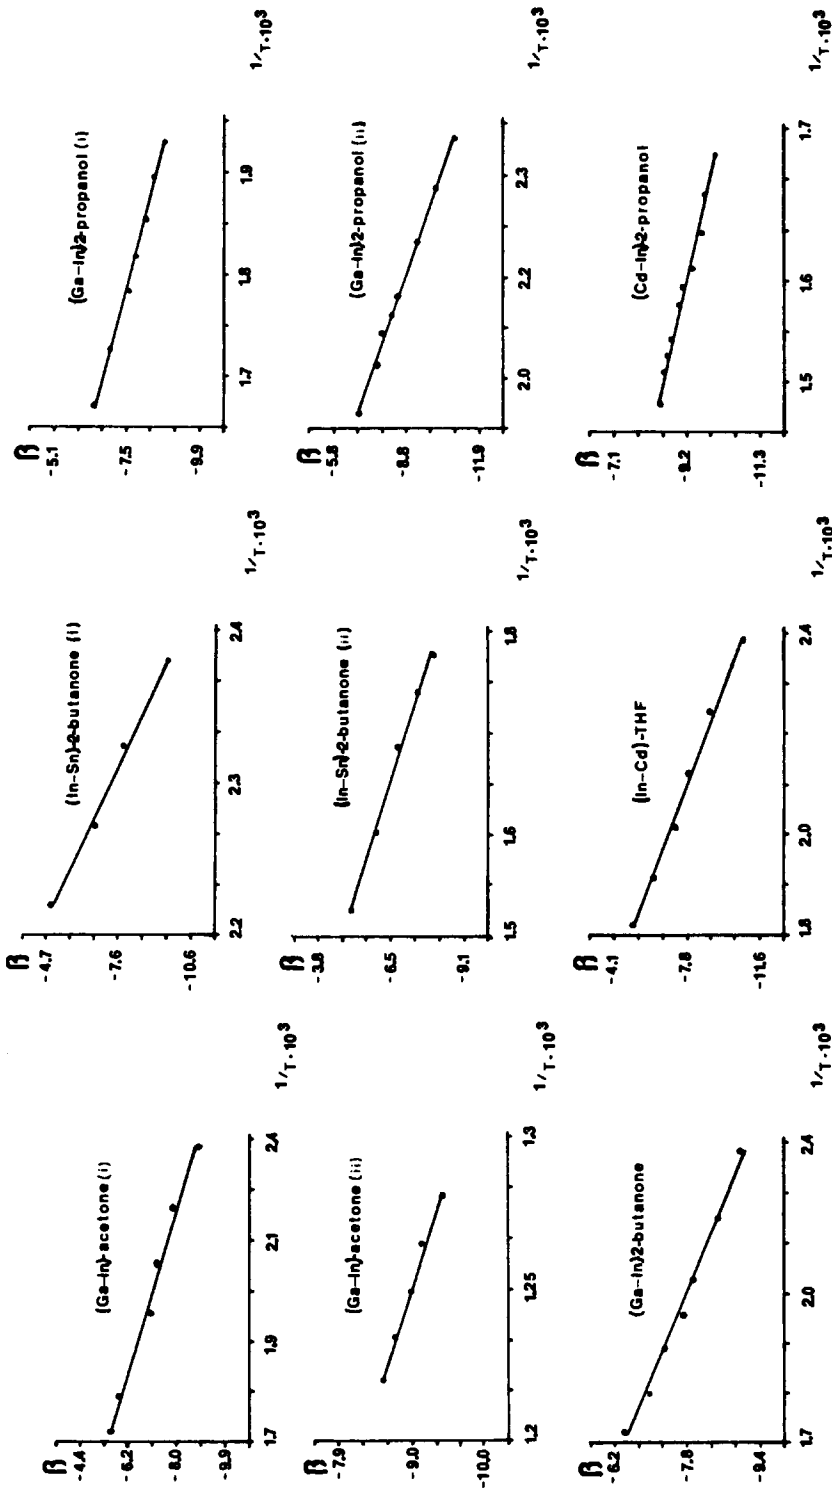 β
-4.4
-6.2
-8.0
-9.9
(Ga-In)-acetone (i)
1.7
1.9
2.1
2.4
1/T·10³
β
-4.7
-7.6
-10.6
(In-Sn)-2-butanone (i)
2.2
2.3
2.4
1/T·10³
β
-5.1
-7.5
-9.9
(Ga-In)2-propanol (i)
1.7
1.8
1.9
1/T·10³
β
-7.9
-9.0
-10.0
(Ga-In)-acetone (ii)
1.2
1.25
1.3
1/T·10³
β
-3.8
-6.5
-9.1
(In-Sn)-2-butanone (ii)
1.5
1.6
1.8
1/T·10³
β
-5.8
-8.8
-11.9
(Ga-In)2-propanol (ii)
2.0
2.2
2.3
1/T·10³
β
-6.2
-7.8
-9.4
(Ga-In)2-butanone
1.7
2.0
2.4
1/T·10³
β
-4.1
-7.8
-11.6
(In-Cd)-THF
1.8
2.0
2.4
1/T·10³
β
-7.1
-9.2
-11.3
(Cd-In)-2-propanol
1.5
1.6
1.7
1/T·10³